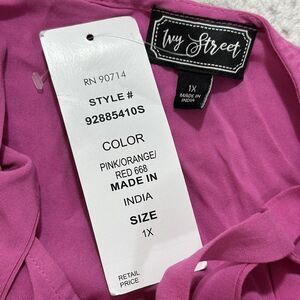 RN 90714
STYLE #
92885410S
COLOR
PINK/ORANGE/
RED 668
MADE IN
INDIA
SIZE
1X
RETAIL
PRICE
Ivy Street
1X
MADE IN
INDIA